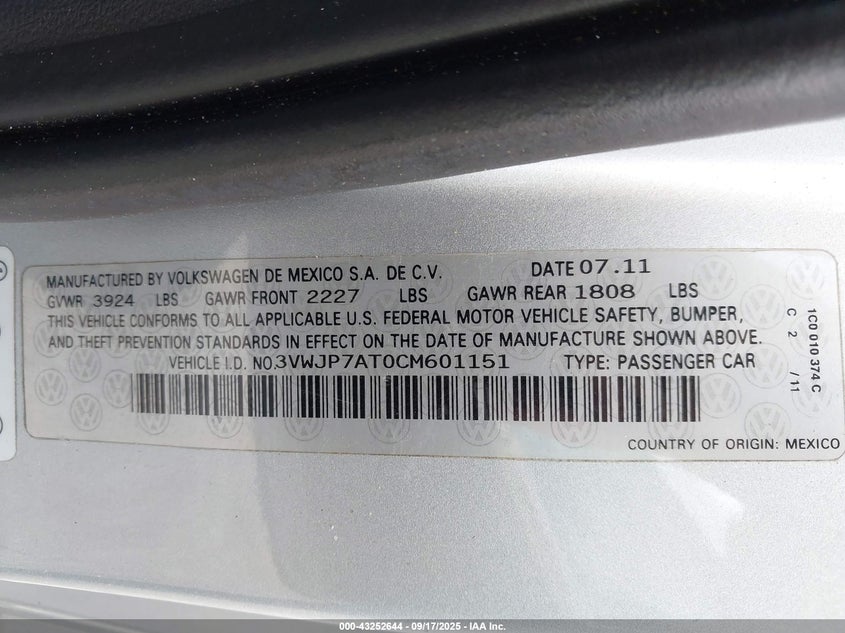 MANUFACTURED BY VOLKSWAGEN DE MEXICO S.A. DE C.V. DATE 07.11
GVWR 3924 LBS GAWR FRONT 2227 LBS GAWR REAR 1808 LBS
THIS VEHICLE CONFORMS TO ALL APPLICABLE U.S. FEDERAL MOTOR VEHICLE SAFETY, BUMPER,
AND THEFT PREVENTION STANDARDS IN EFFECT ON THE DATE OF MANUFACTURE SHOWN ABOVE.
VEHICLE I.D. NO. 3VWJP7AT0CM601151 TYPE: PASSENGER CAR
COUNTRY OF ORIGIN: MEXICO
1C0 010 374 C
C 2 /11
000-43252644 - 09/17/2025 - IAA Inc.